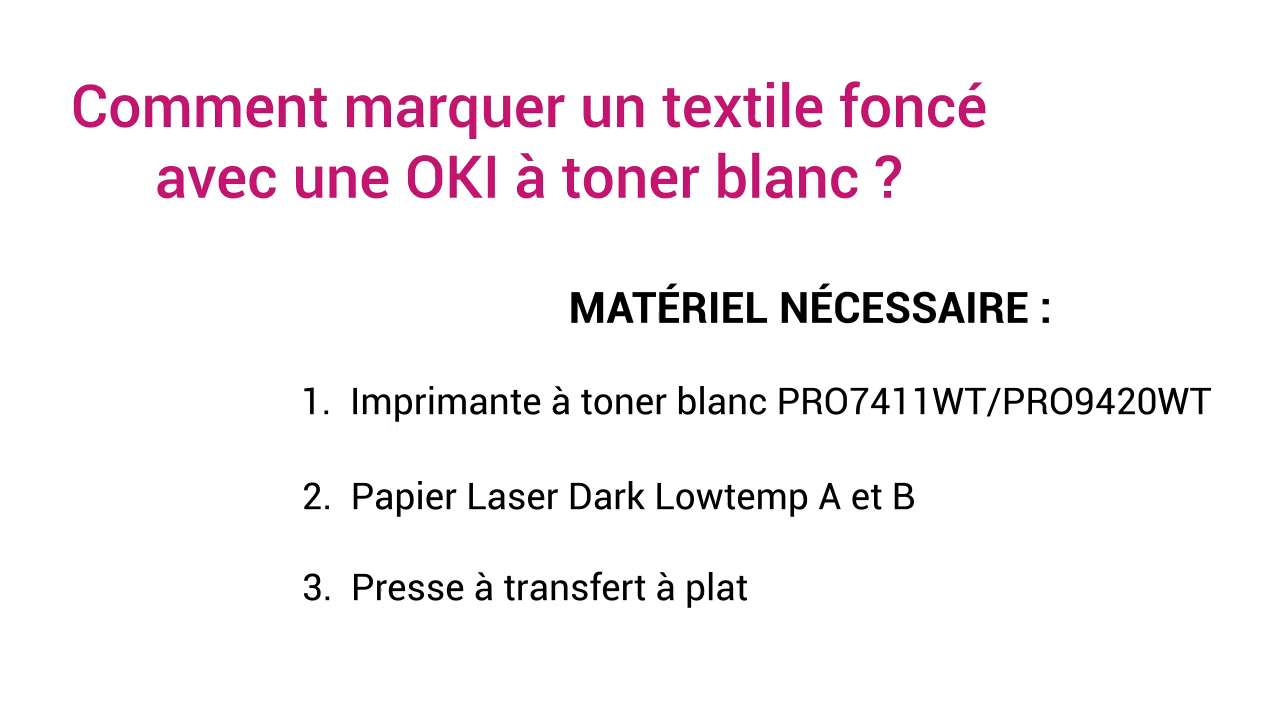 Comment marquer un textile foncé
avec une OKI à toner blanc ?
MATÉRIEL NÉCESSAIRE :
1. Imprimante à toner blanc PRO7411WT/PRO9420WT
2. Papier Laser Dark Lowtemp A et B
3. Presse à transfert à plat